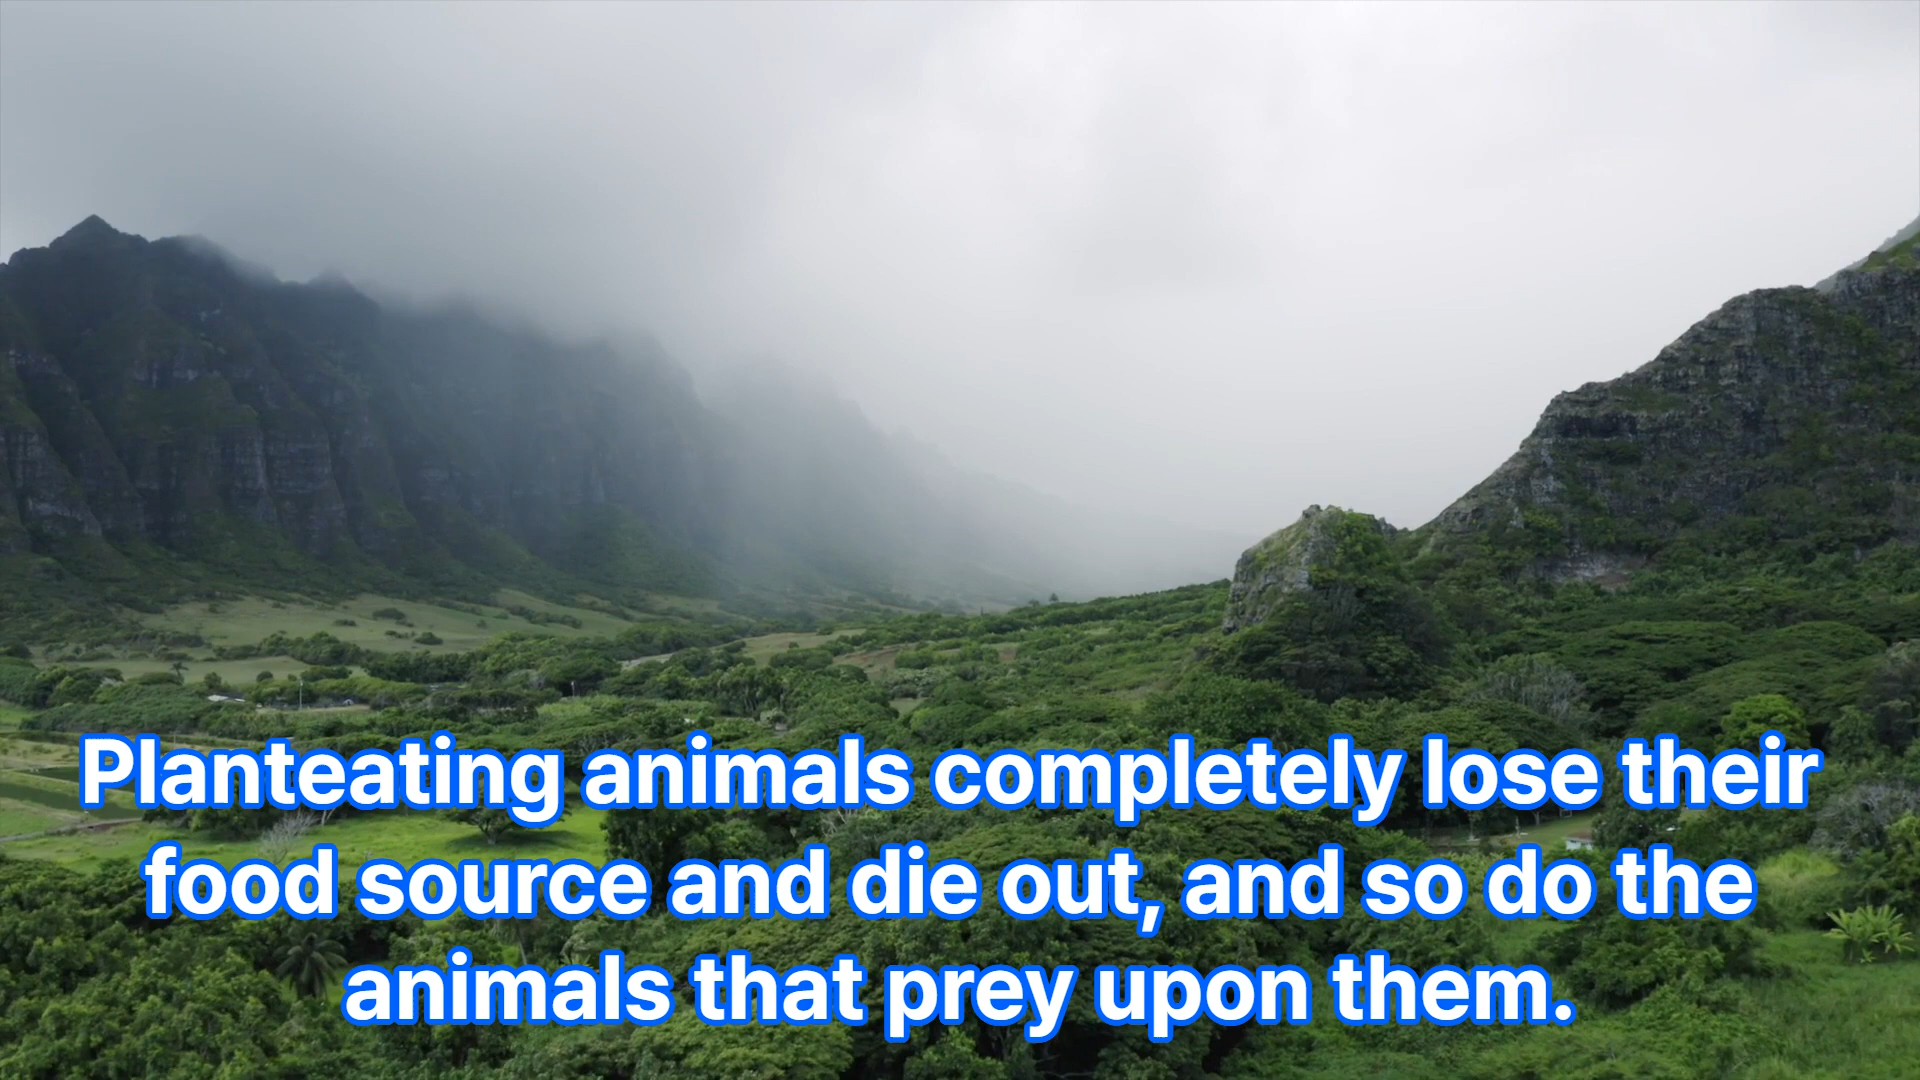 Planteating animals completely lose their
food source and die out, and so do the
animals that prey upon them.